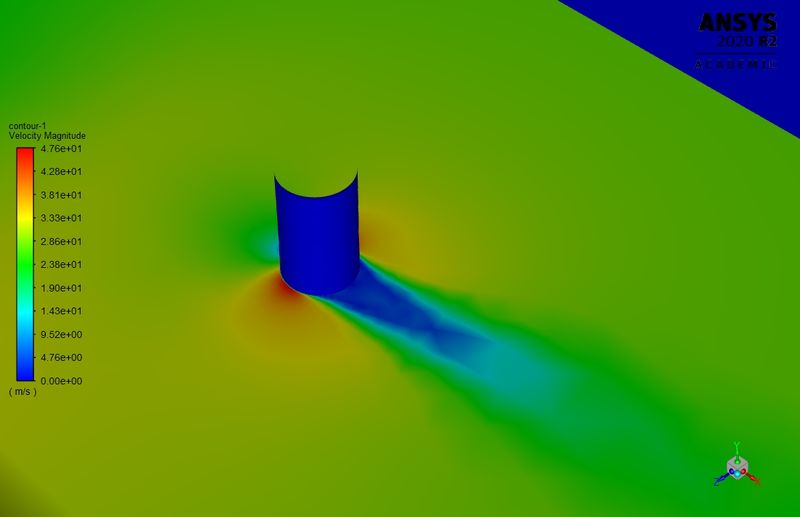 ANSYS
2020 R2
ACADEMIC
contour-1
Velocity Magnitude
4.76e+01
4.28e+01
3.81e+01
3.33e+01
2.86e+01
2.38e+01
1.90e+01
1.43e+01
9.52e+00
4.76e+00
0.00e+00
( m/s )
Y
Z
X